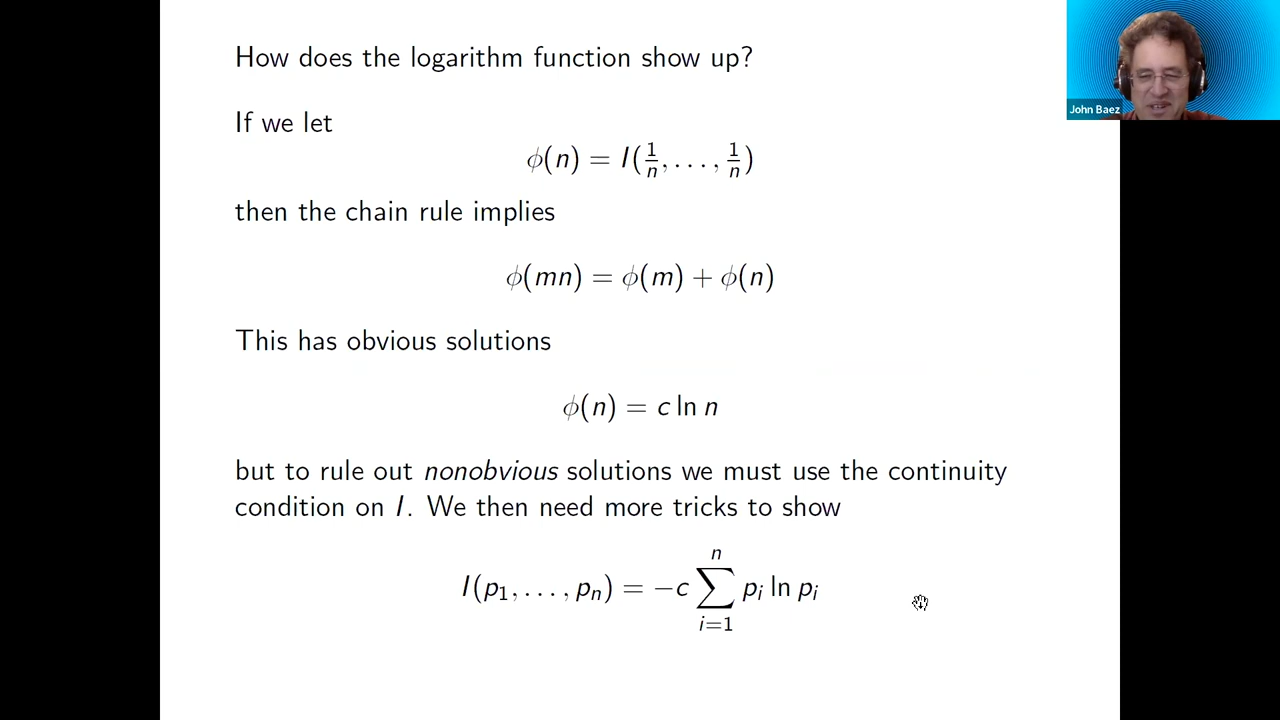 How does the logarithm function show up?
John Baez
If we let
ϕ(n) = I(1/n, . . . , 1/n)
then the chain rule implies
ϕ(mn) = ϕ(m) + ϕ(n)
This has obvious solutions
ϕ(n) = c ln n
but to rule out nonobvious solutions we must use the continuity
condition on I. We then need more tricks to show
I(p₁, . . . , pₙ) = −c ∑ᵢ₌₁ⁿ pᵢ ln pᵢ